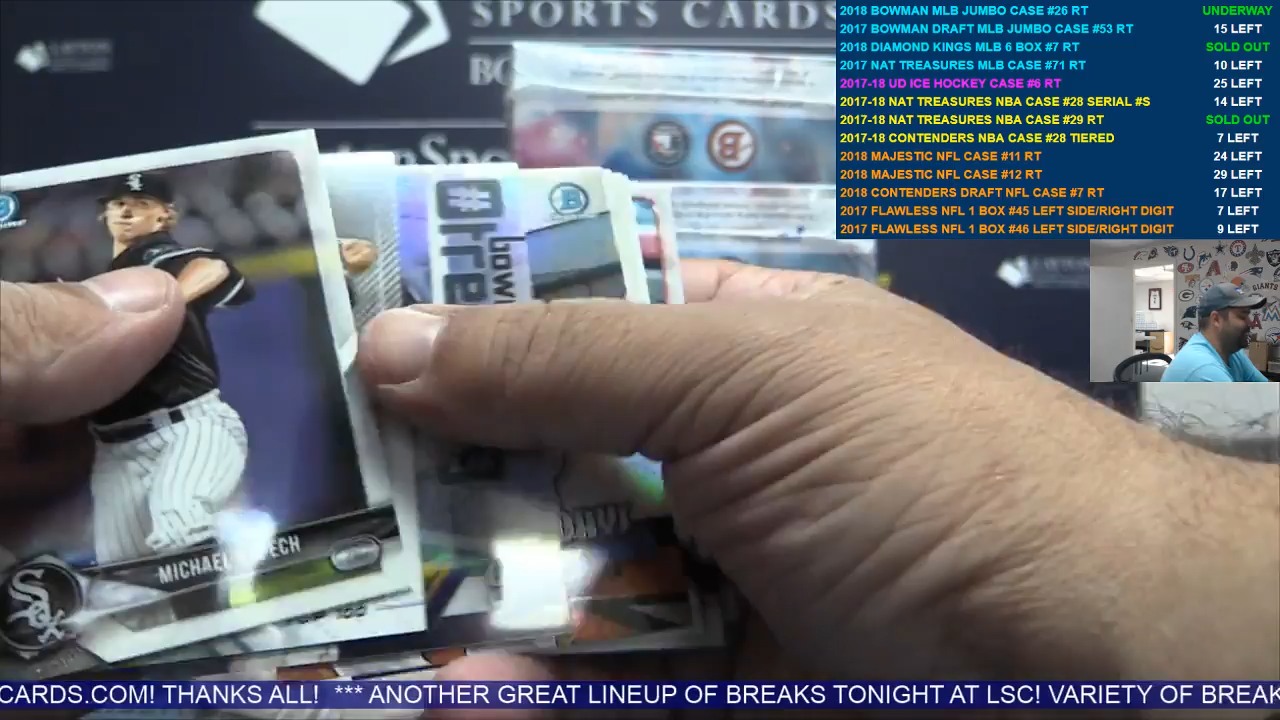 SPORTS CARDS
2018 BOWMAN MLB JUMBO CASE #26 RT UNDERWAY
2017 BOWMAN DRAFT MLB JUMBO CASE #53 RT 15 LEFT
2018 DIAMOND KINGS MLB 6 BOX #7 RT SOLD OUT
2017 NAT TREASURES MLB CASE #71 RT 10 LEFT
2017-18 UD ICE HOCKEY CASE #6 RT 25 LEFT
2017-18 NAT TREASURES NBA CASE #28 SERIAL #S 14 LEFT
2017-18 NAT TREASURES NBA CASE #29 RT SOLD OUT
2017-18 CONTENDERS NBA CASE #28 TIERED 7 LEFT
2018 MAJESTIC NFL CASE #11 RT 24 LEFT
2018 MAJESTIC NFL CASE #12 RT 29 LEFT
2018 CONTENDERS DRAFT NFL CASE #7 RT 17 LEFT
2017 FLAWLESS NFL 1 BOX #45 LEFT SIDE/RIGHT DIGIT 7 LEFT
2017 FLAWLESS NFL 1 BOX #46 LEFT SIDE/RIGHT DIGIT 9 LEFT
B
MICHAEL
SOX
CARDS.COM! THANKS ALL! *** ANOTHER GREAT LINEUP OF BREAKS TONIGHT AT LSC! VARIETY OF BREAK